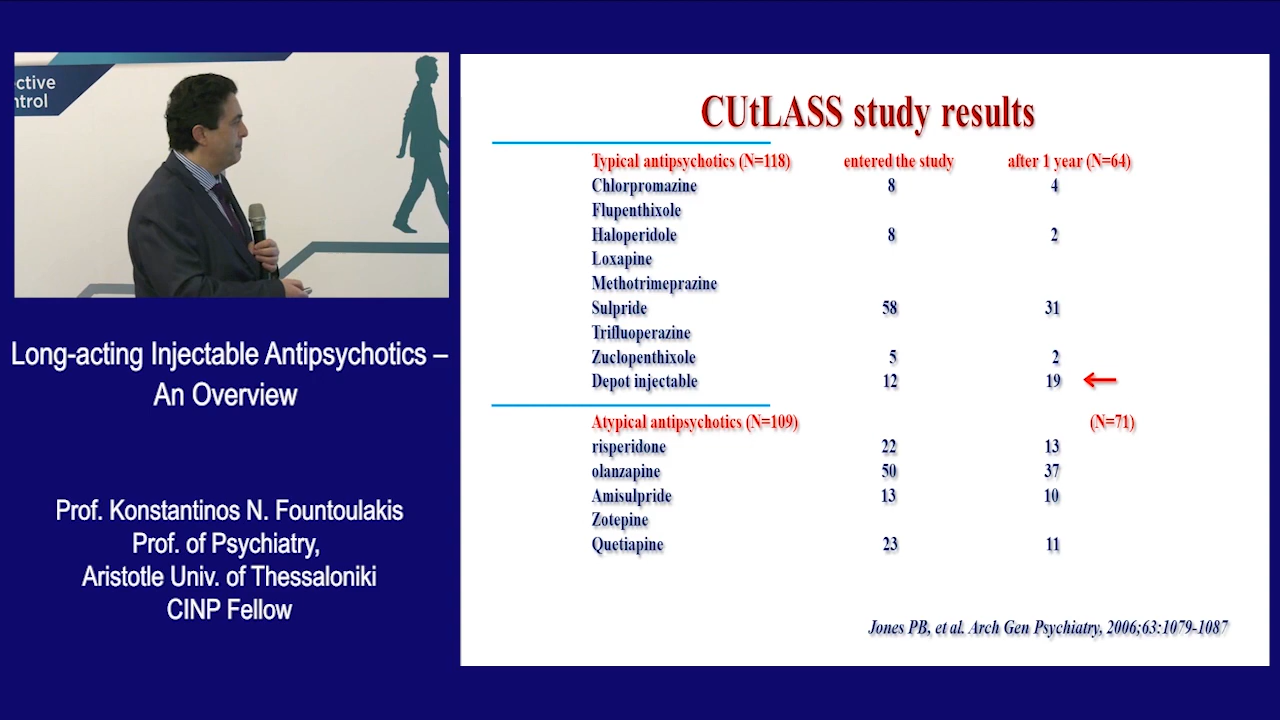 ctive
ntrol
Long-acting Injectable Antipsychotics –
An Overview
Prof. Konstantinos N. Fountoulakis
Prof. of Psychiatry,
Aristotle Univ. of Thessaloniki
CINP Fellow
CUtLASS study results
Typical antipsychotics (N=118) entered the study after 1 year (N=64)
Chlorpromazine 8 4
Flupenthixole
Haloperidole 8 2
Loxapine
Methotrimeprazine
Sulpride 58 31
Trifluoperazine
Zuclopenthixole 5 2
Depot injectable 12 19
Atypical antipsychotics (N=109) (N=71)
risperidone 22 13
olanzapine 50 37
Amisulpride 13 10
Zotepine
Quetiapine 23 11
Jones PB, et al. Arch Gen Psychiatry, 2006;63:1079-1087